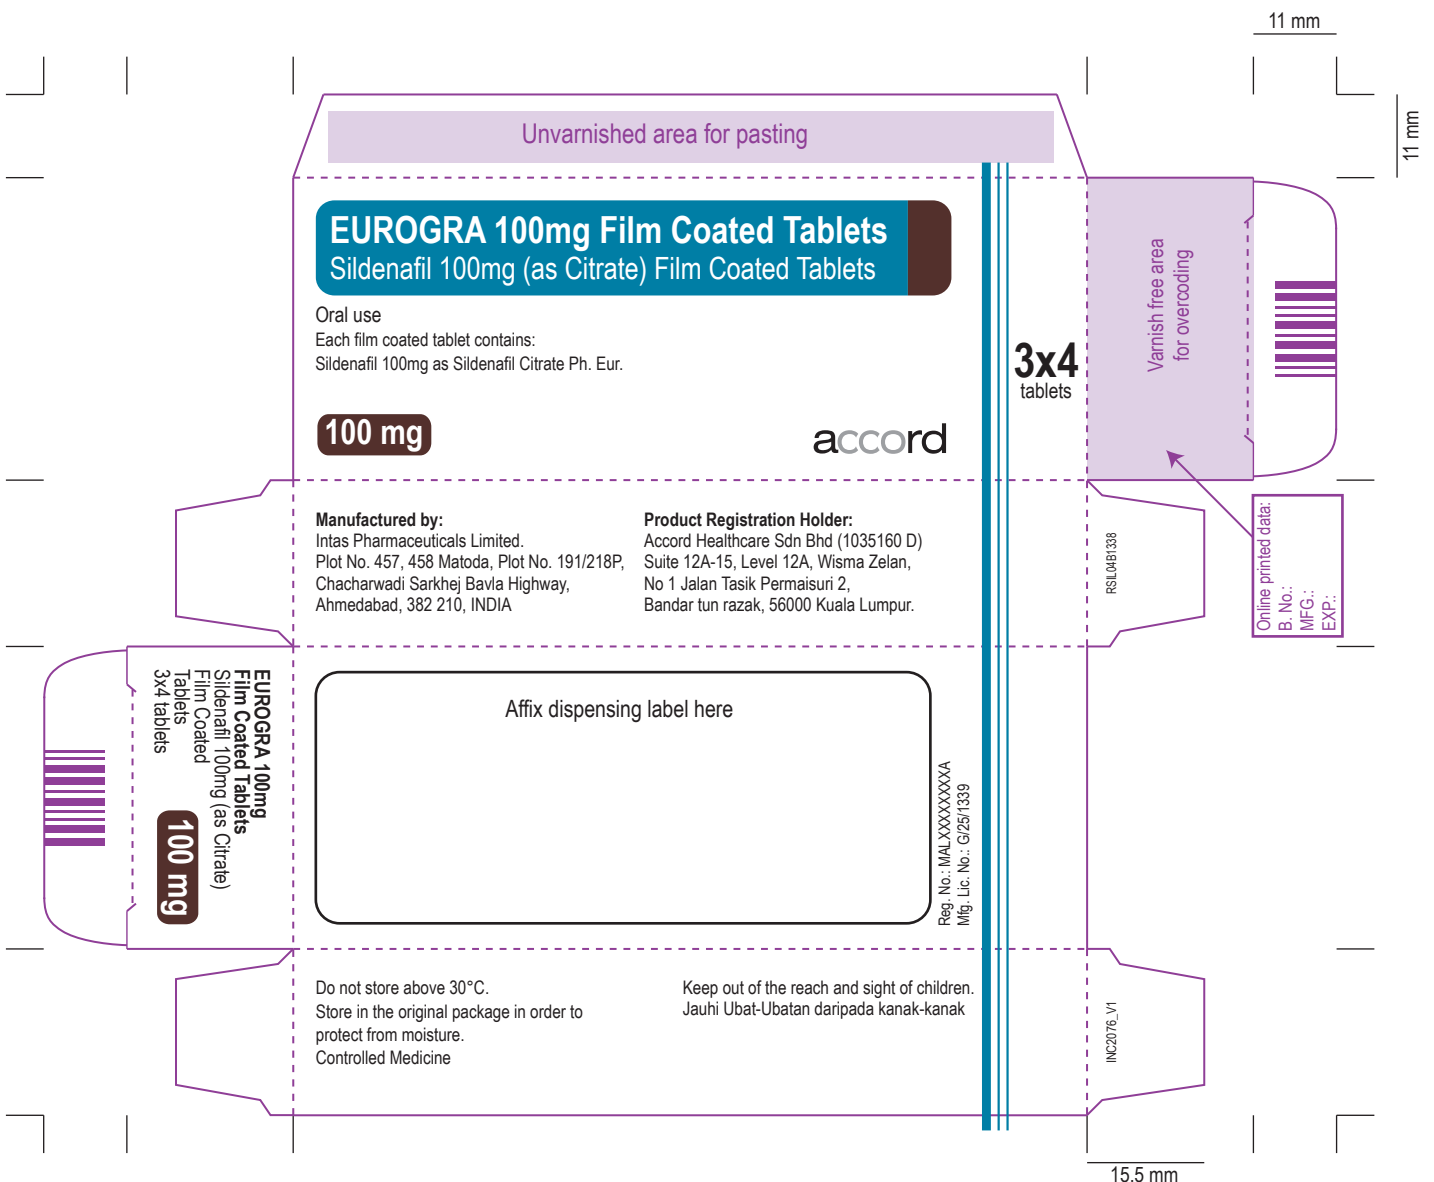 11 mm
11 mm
Unvarnished area for pasting
EUROGRA 100mg Film Coated Tablets
Sildenafil 100mg (as Citrate) Film Coated Tablets
Oral use
Each film coated tablet contains:
Sildenafil 100mg as Sildenafil Citrate Ph. Eur.
100 mg
accord
3x4
tablets
Varnish free area
for overcoding
Manufactured by:
Intas Pharmaceuticals Limited.
Plot No. 457, 458 Matoda, Plot No. 191/218P,
Chacharwadi Sarkhej Bavla Highway,
Ahmedabad, 382 210, INDIA
Product Registration Holder:
Accord Healthcare Sdn Bhd (1035160 D)
Suite 12A-15, Level 12A, Wisma Zelan,
No 1 Jalan Tasik Permaisuri 2,
Bandar tun razak, 56000 Kuala Lumpur.
RSIL04B1338
Online printed data:
B. No.:
MFG.:
EXP.:
EUROGRA 100mg
Film Coated Tablets
Sildenafil 100mg (as Citrate)
Film Coated
Tablets
3x4 tablets
100 mg
Affix dispensing label here
Reg. No.: MALXXXXXXXXA
Mfg. Lic. No.: G/25/1339
Do not store above 30°C.
Store in the original package in order to
protect from moisture.
Controlled Medicine
Keep out of the reach and sight of children.
Jauhi Ubat-Ubatan daripada kanak-kanak
INC2076_V1
15.5 mm